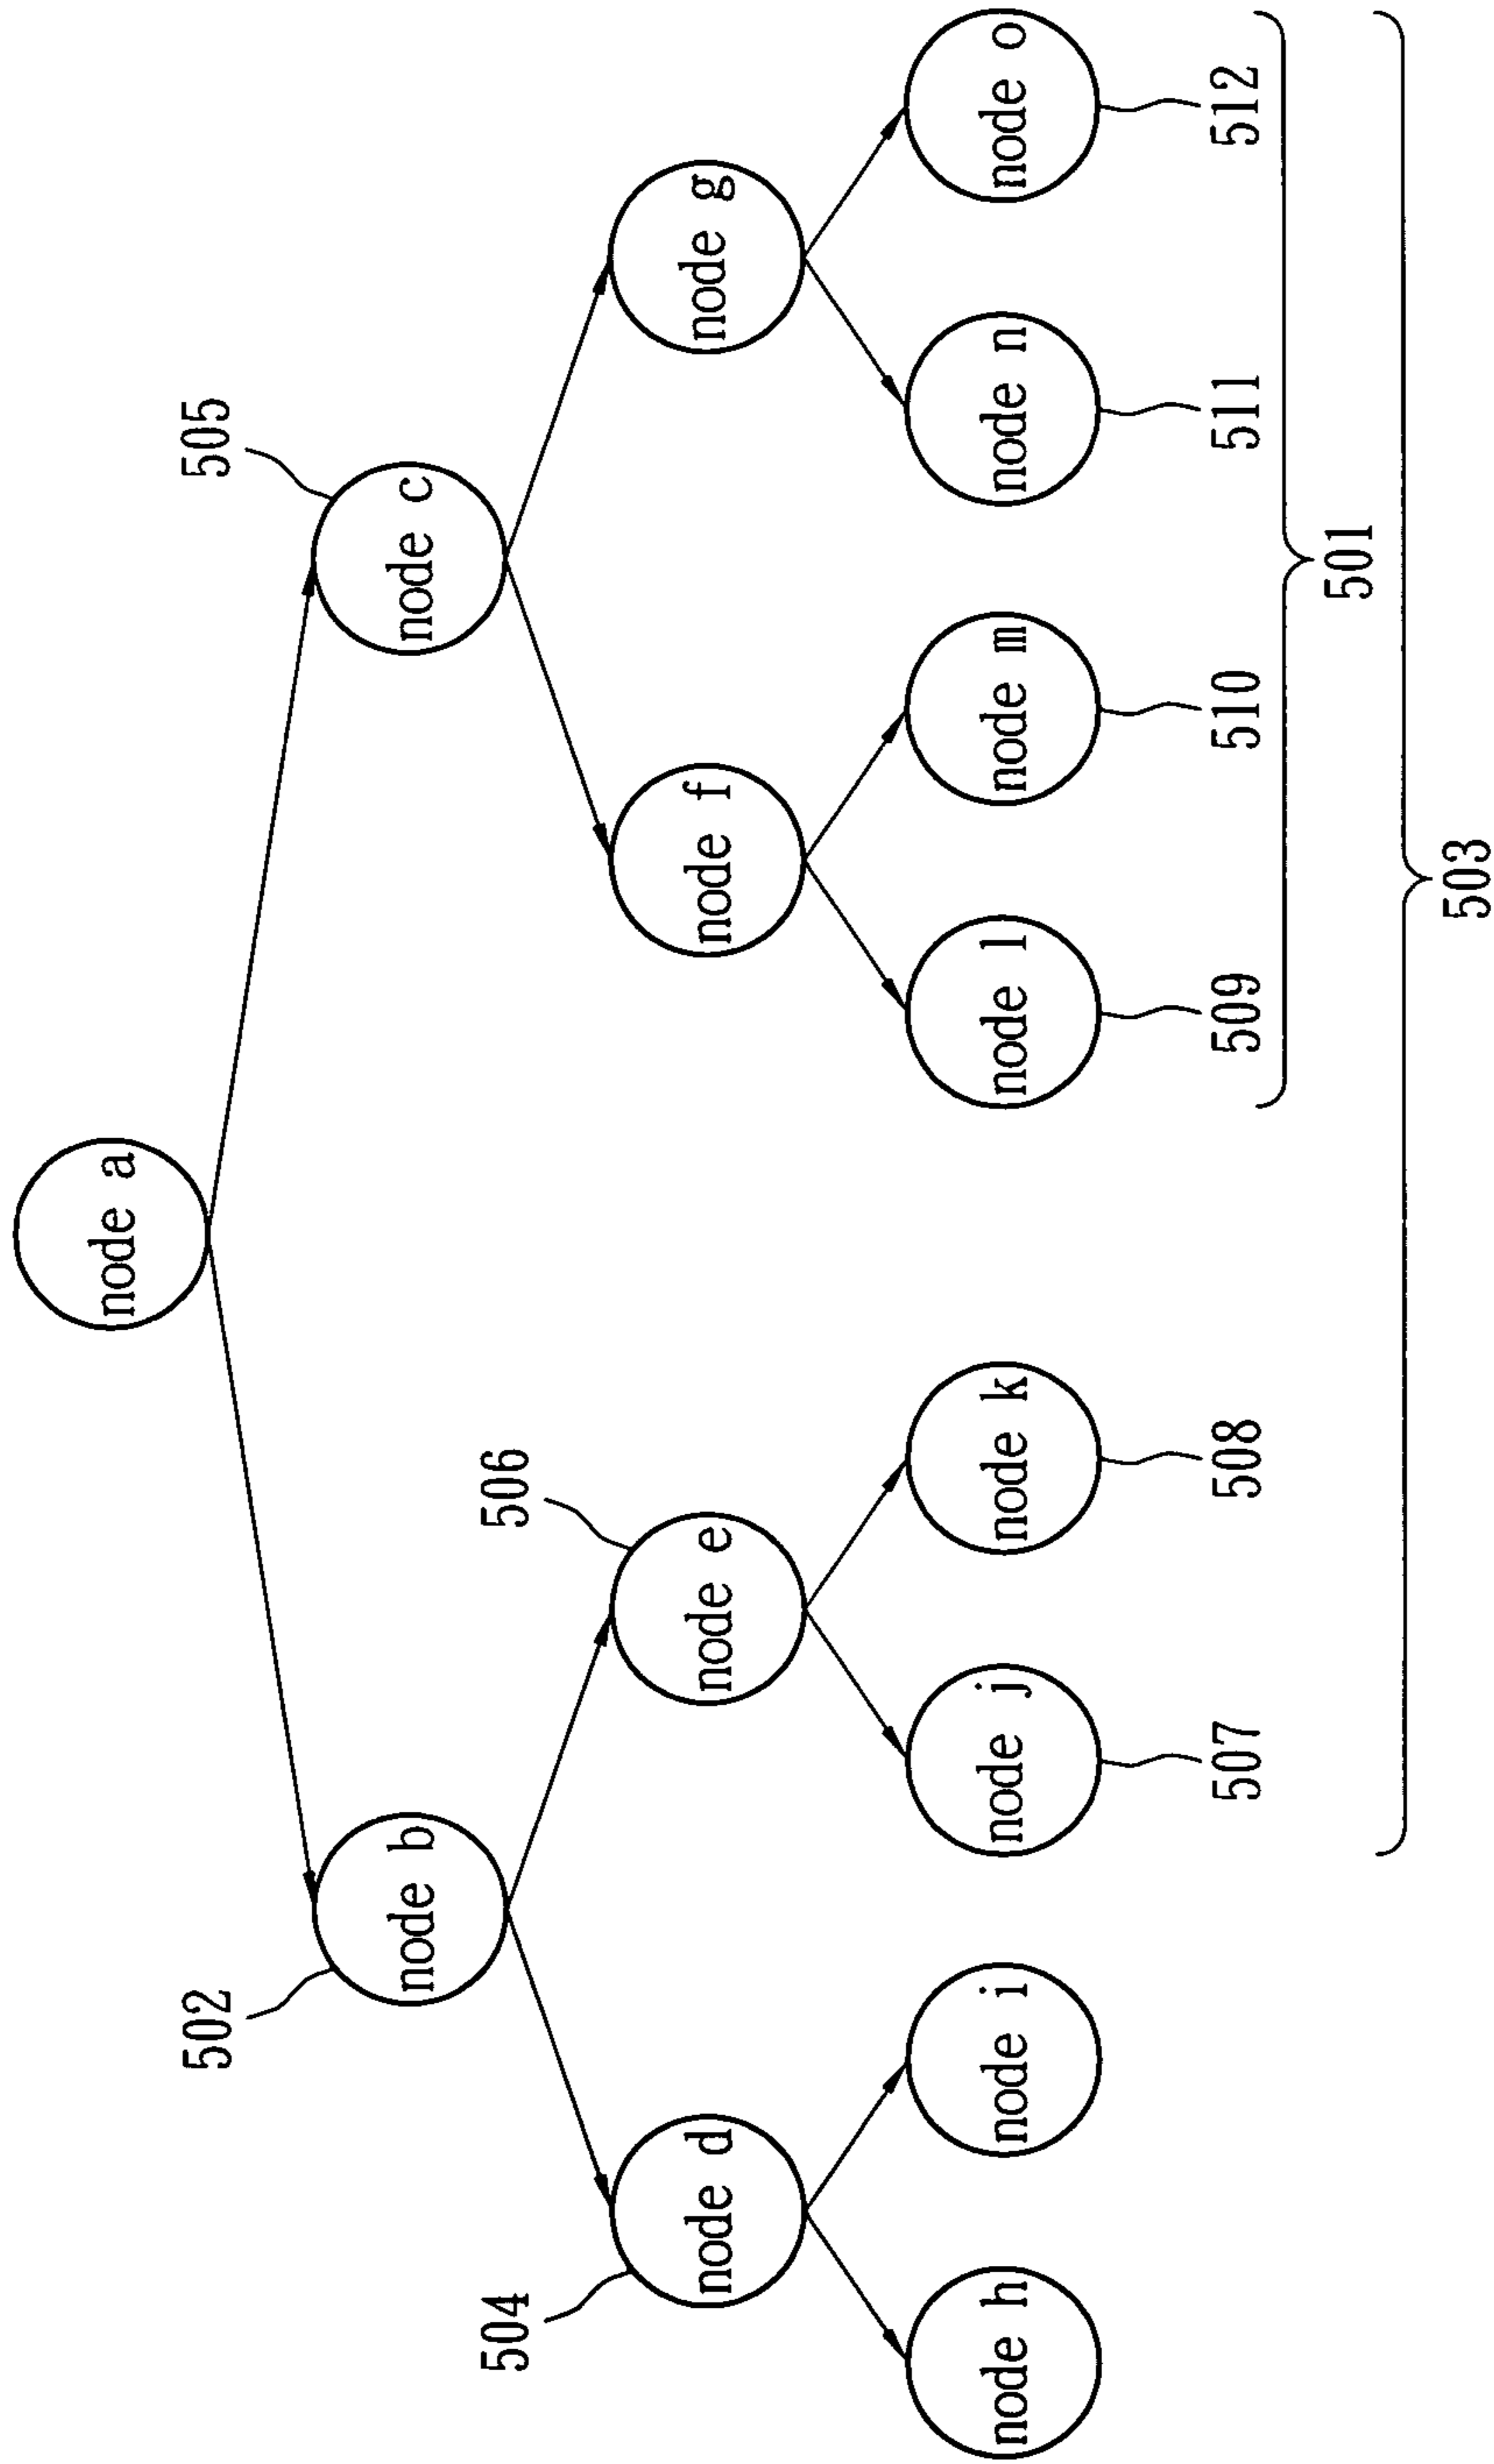 node a
502
505
node b
node c
504
506
node d
node e
node f
node g
node h
node i
node j
node k
node l
node m
node n
node o
507
508
509
510
511
512
501
503